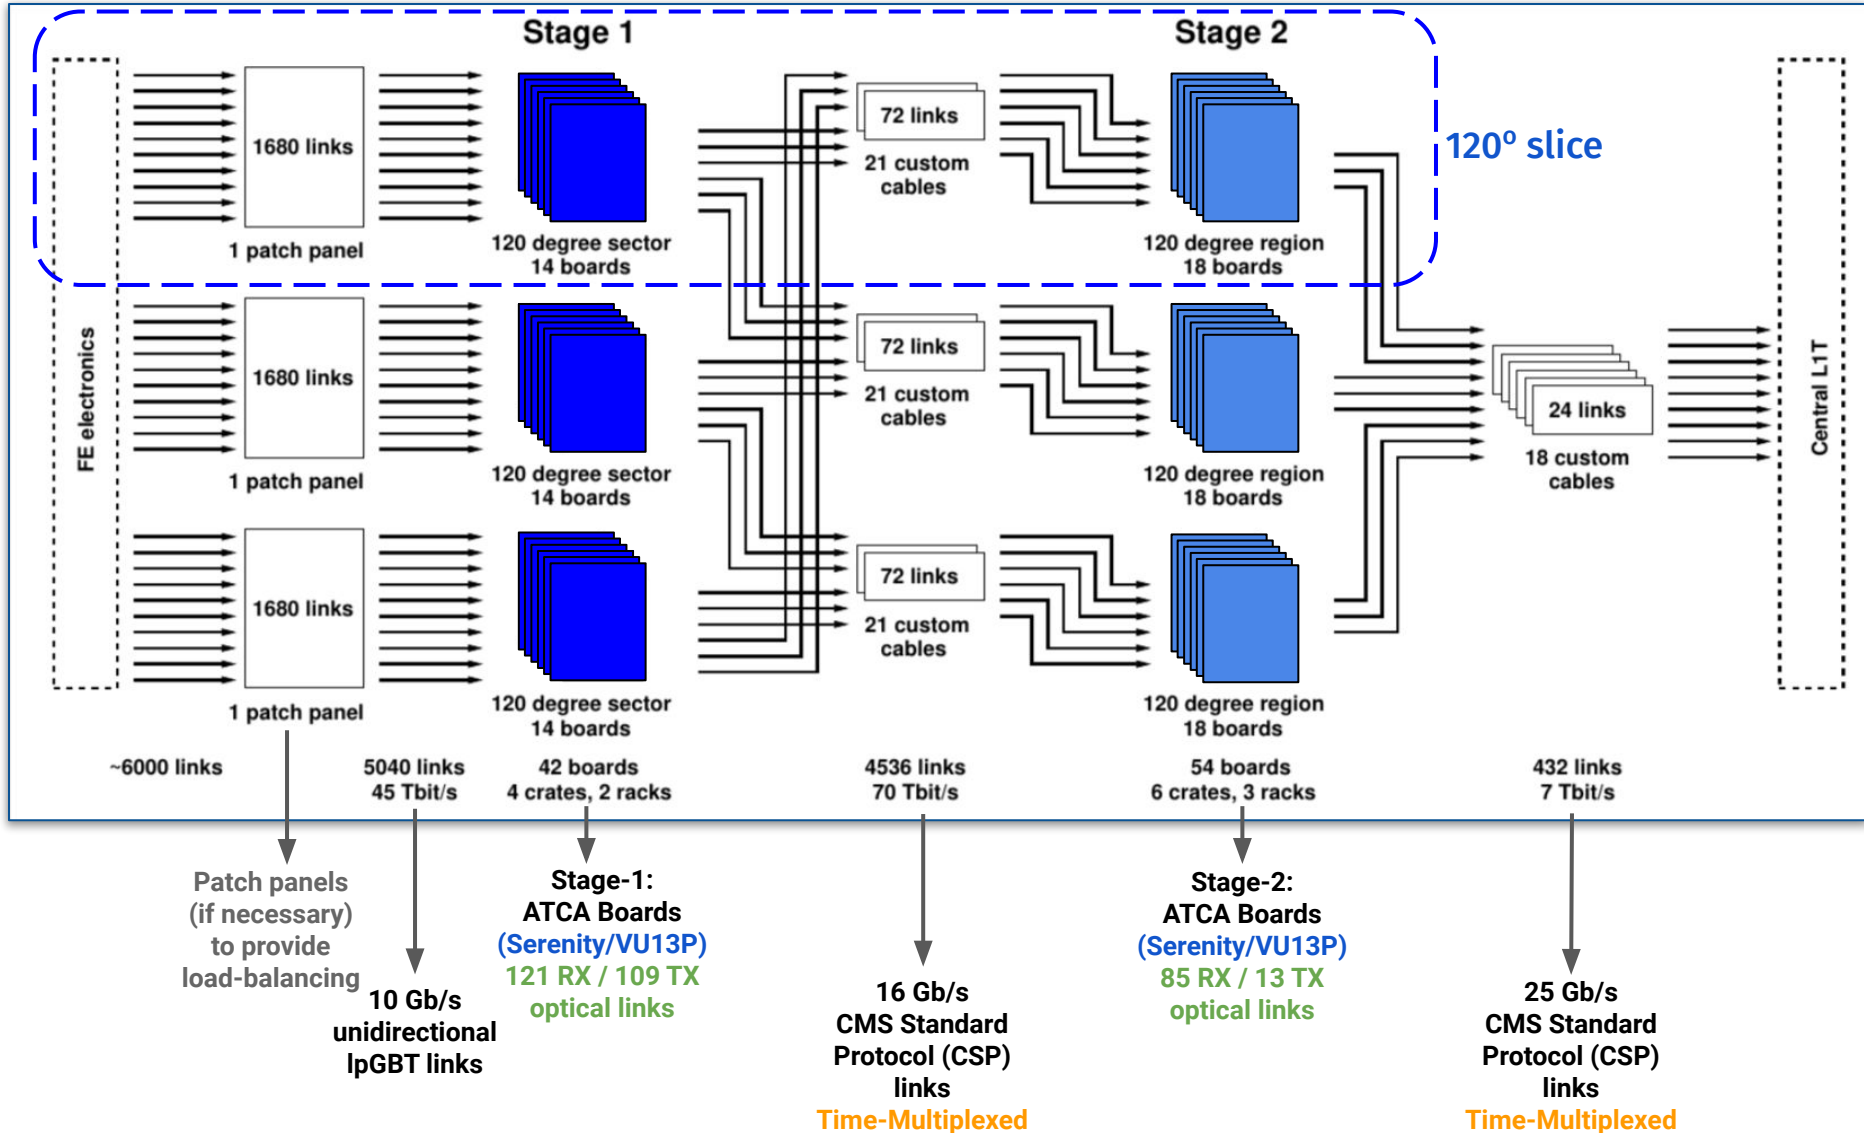 Stage 1
Stage 2
120º slice
FE electronics
1680 links
1 patch panel
120 degree sector
14 boards
72 links
21 custom
cables
120 degree region
18 boards
1680 links
1 patch panel
120 degree sector
14 boards
72 links
21 custom
cables
120 degree region
18 boards
24 links
18 custom
cables
Central L1T
1680 links
1 patch panel
120 degree sector
14 boards
72 links
21 custom
cables
120 degree region
18 boards
~6000 links
5040 links
45 Tbit/s
42 boards
4 crates, 2 racks
4536 links
70 Tbit/s
54 boards
6 crates, 3 racks
432 links
7 Tbit/s
Patch panels
(if necessary)
to provide
load-balancing
10 Gb/s
unidirectional
lpGBT links
Stage-1:
ATCA Boards
(Serenity/VU13P)
121 RX / 109 TX
optical links
16 Gb/s
CMS Standard
Protocol (CSP)
links
Time-Multiplexed
Stage-2:
ATCA Boards
(Serenity/VU13P)
85 RX / 13 TX
optical links
25 Gb/s
CMS Standard
Protocol (CSP)
links
Time-Multiplexed